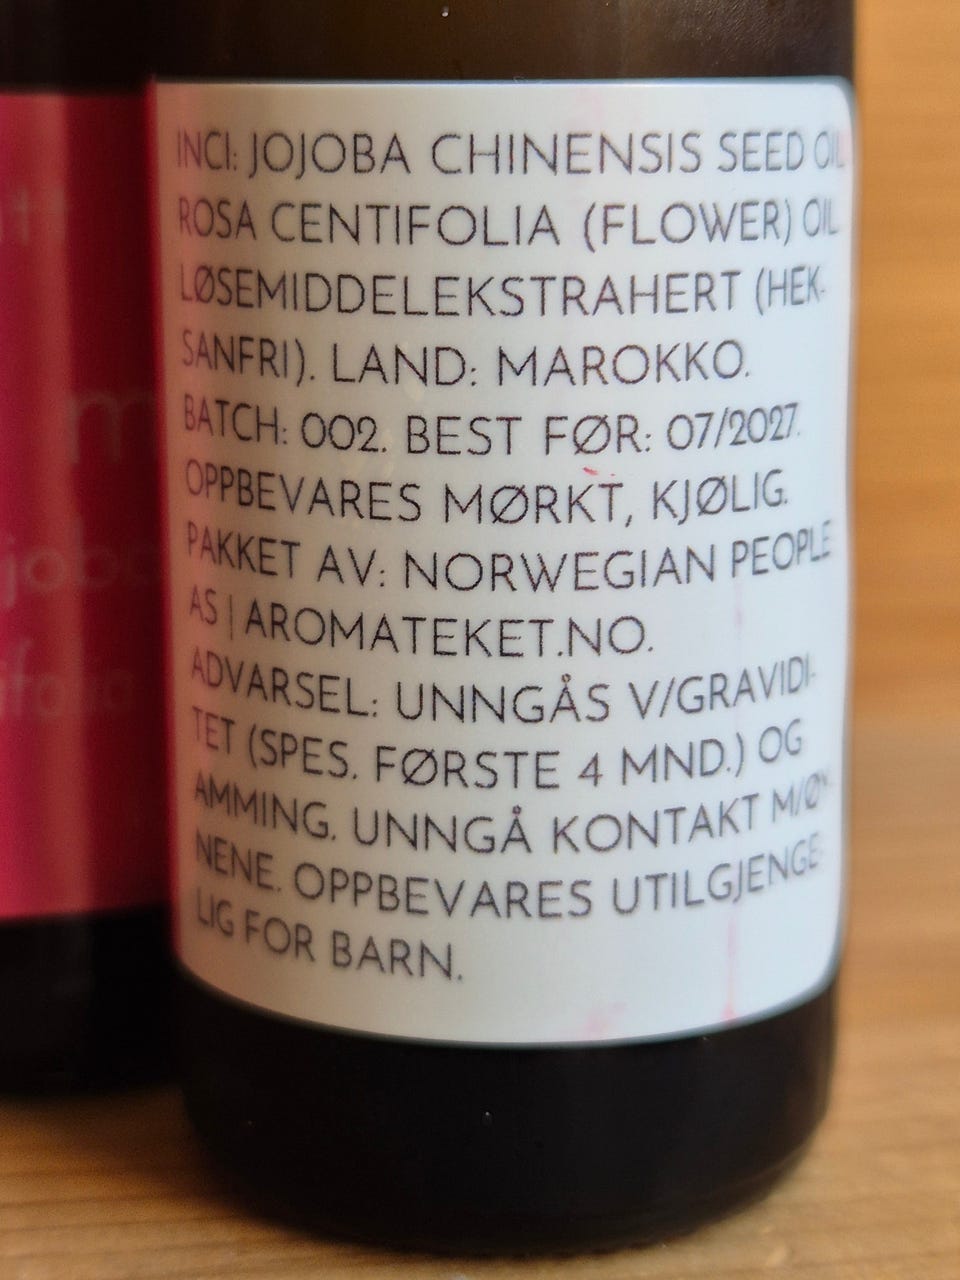 INCI: JOJOBA CHINENSIS SEED OIL
ROSA CENTIFOLIA (FLOWER) OIL
LØSEMIDDELEKSTRAHERT (HEK-
SANFRI). LAND: MAROKKO.
BATCH: 002. BEST FØR: 07/2027.
OPPBEVARES MØRKT, KJØLIG.
PAKKET AV: NORWEGIAN PEOPLE
AS | AROMATEKET.NO.
ADVARSEL: UNNGÅS V/GRAVIDI-
TET (SPES. FØRSTE 4 MND.) OG
AMMING. UNNGÅ KONTAKT M/ØY-
NENE. OPPBEVARES UTILGJENGE-
LIG FOR BARN.